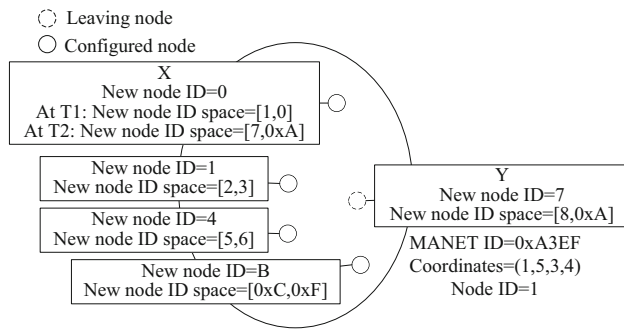 Leaving node
Configured node
X
New node ID=0
At T1: New node ID space=[1,0]
At T2: New node ID space=[7,0xA]
New node ID=1
New node ID space=[2,3]
New node ID=4
New node ID space=[5,6]
New node ID=B
New node ID space=[0xC,0xF]
Y
New node ID=7
New node ID space=[8,0xA]
MANET ID=0xA3EF
Coordinates=(1,5,3,4)
Node ID=1